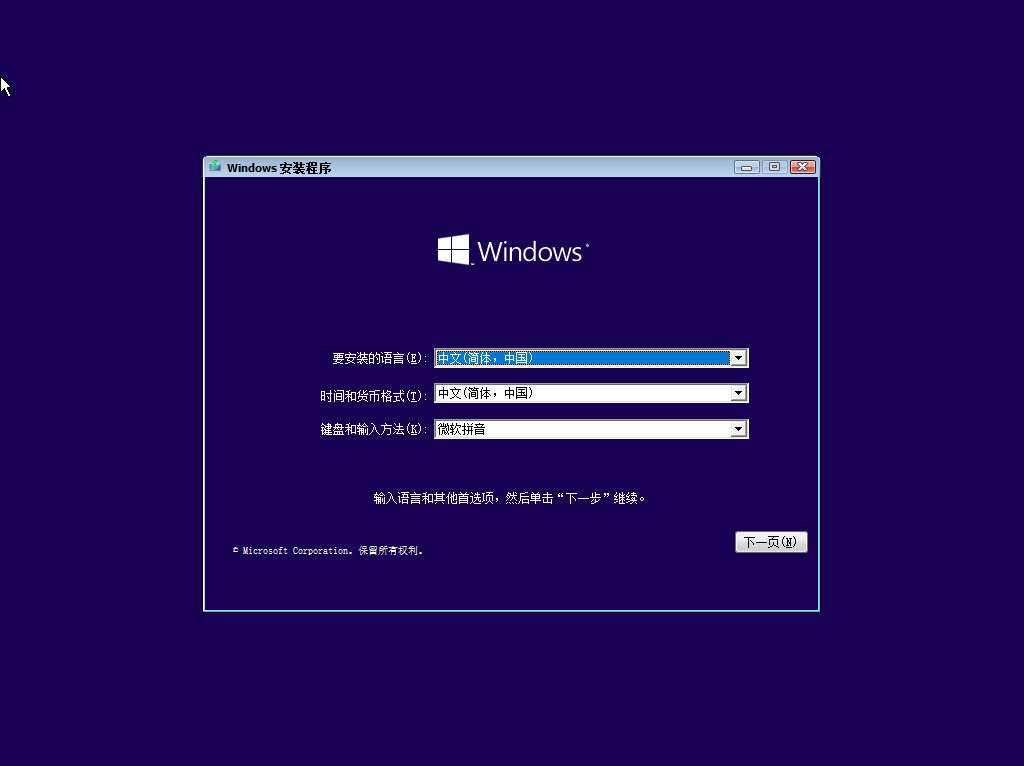 Windows 安装程序
Windows
要安装的语言(E): 中文(简体，中国)
时间和货币格式(T): 中文(简体，中国)
键盘和输入方法(K): 微软拼音
输入语言和其他首选项，然后单击“下一步”继续。
© Microsoft Corporation。保留所有权利。
下一页(N)